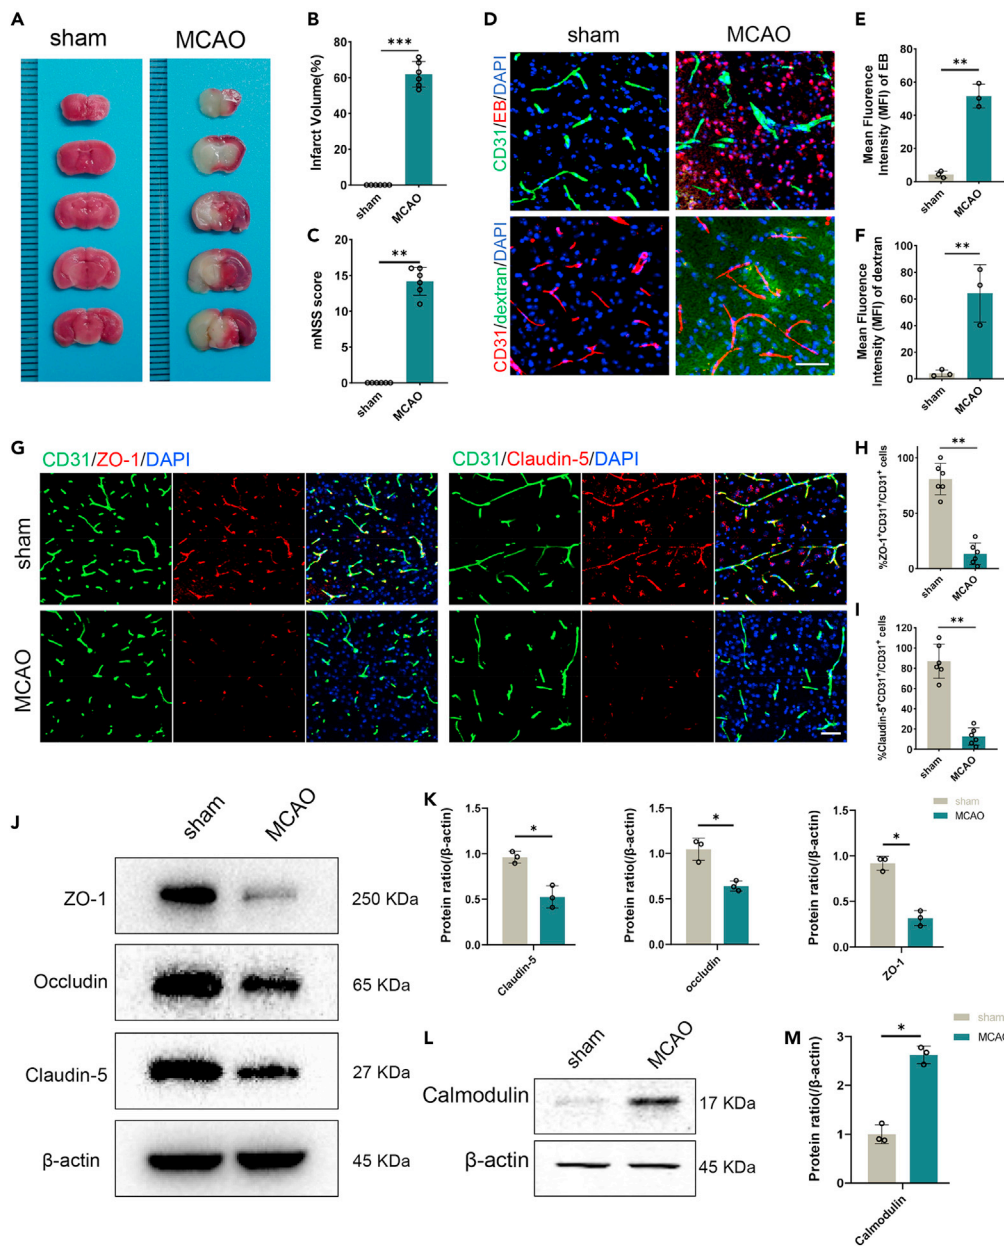 A
sham
MCAO
B
***
Infarct Volume(%)
80
60
40
20
0
sham
MCAO
C
**
mNSS score
20
15
10
5
0
sham
MCAO
D
sham
MCAO
CD31/EB/DAPI
CD31/dextran/DAPI
E
**
Mean Fluorescence
Intensity (MFI) of EB
80
60
40
20
0
sham
MCAO
F
**
Mean Fluorescence
Intensity (MFI) of dextran
100
80
60
40
20
0
sham
MCAO
G
CD31/ZO-1/DAPI
CD31/Claudin-5/DAPI
sham
MCAO
H
**
%ZO-1+CD31+/CD31+ cells
100
50
0
sham
MCAO
I
**
%Claudin-5+CD31+/CD31+ cells
120
100
80
60
40
20
0
sham
MCAO
J
sham
MCAO
ZO-1
250 KDa
Occludin
65 KDa
Claudin-5
27 KDa
β-actin
45 KDa
K
Protein ratio(/β-actin)
1.5
1.0
0.5
0.0
*
Claudin-5
Protein ratio(/β-actin)
1.5
1.0
0.5
0.0
*
occludin
Protein ratio(/β-actin)
1.5
1.0
0.5
0.0
*
ZO-1
sham
MCAO
L
sham
MCAO
Calmodulin
17 KDa
β-actin
45 KDa
M
Protein ratio(/β-actin)
3
2
1
0
*
Calmodulin
sham
MCAO